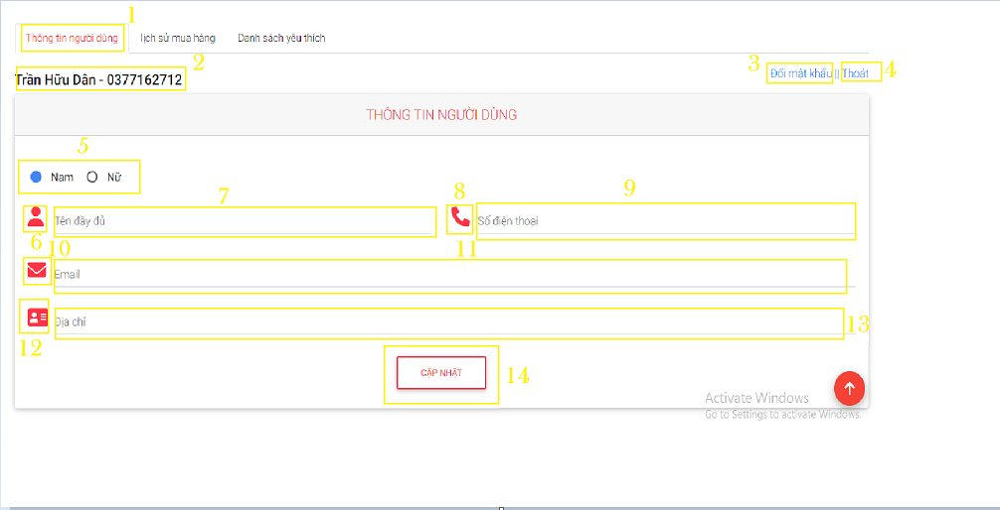 1
Thông tin người dùng lịch sử mua hàng Danh sách yêu thích
2
Trần Hữu Dân - 0377162712
3 Đổi mật khẩu || Thoát 4
THÔNG TIN NGƯỜI DÙNG
5
Nam Nữ
7 8 9
Tên đầy đủ Số điện thoại
6 10 11
Email
Địa chỉ 13
12
CẬP NHẬT 14
Activate Windows
Go to Settings to activate Windows.